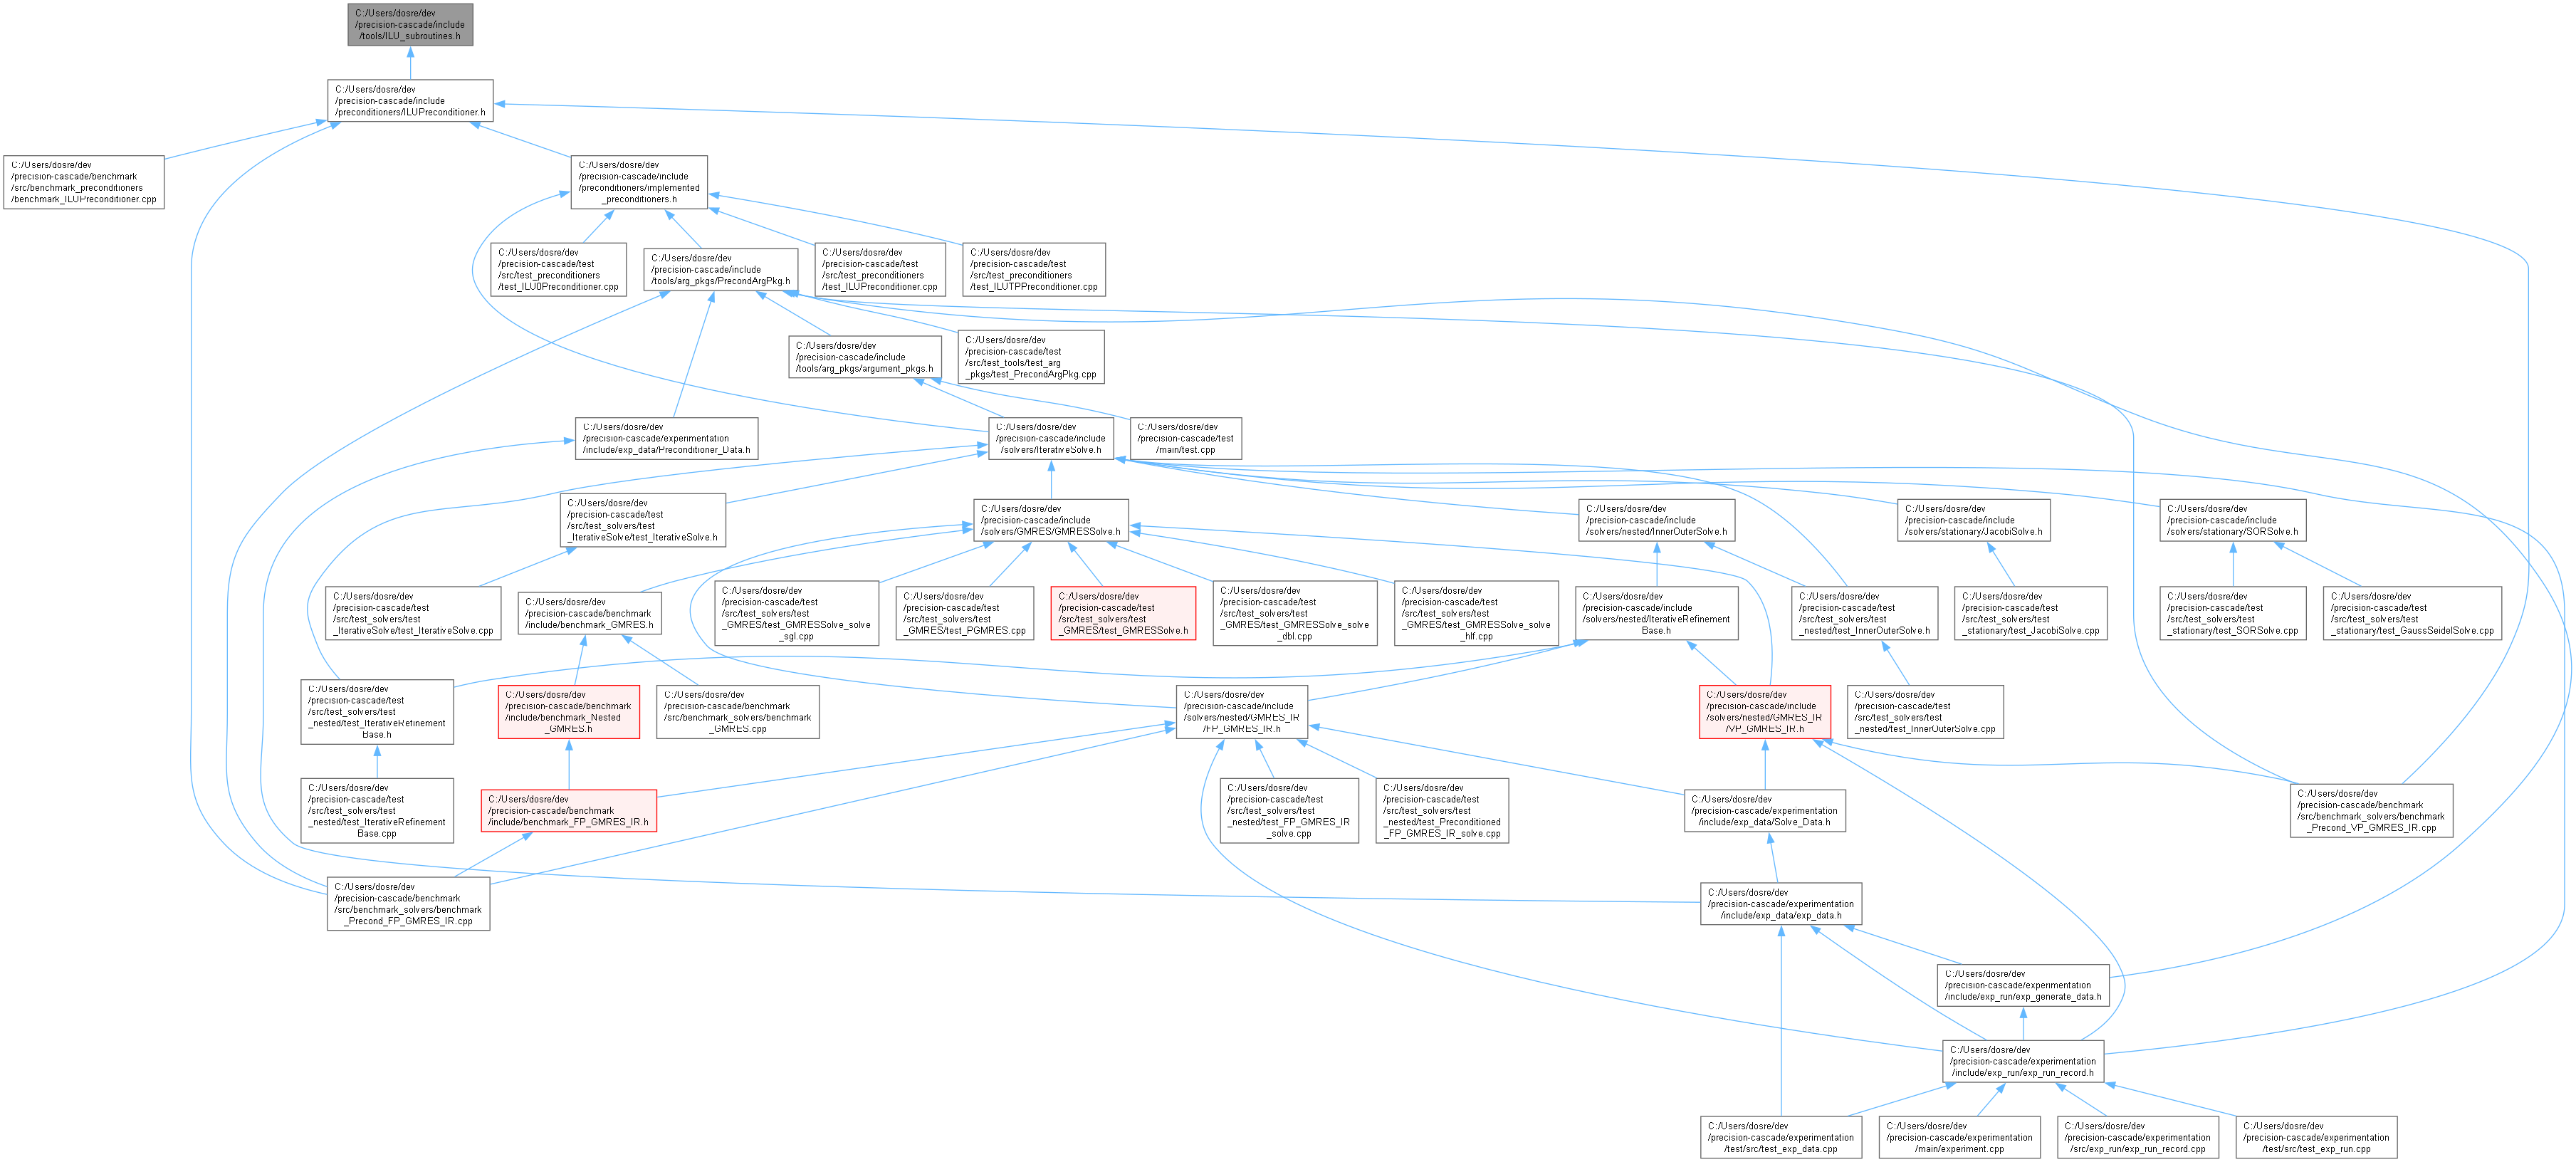 C:/Users/dosre/dev
/precision-cascade/include
/tools/ILU_subroutines.h
C:/Users/dosre/dev
/precision-cascade/include
/preconditioners/ILUPreconditioner.h
C:/Users/dosre/dev
/precision-cascade/benchmark
/src/benchmark_preconditioners
/benchmark_ILUPreconditioner.cpp
C:/Users/dosre/dev
/precision-cascade/include
/preconditioners/implemented
_preconditioners.h
C:/Users/dosre/dev
/precision-cascade/test
/src/test_preconditioners
/test_ILU0Preconditioner.cpp
C:/Users/dosre/dev
/precision-cascade/include
/tools/arg_pkgs/PrecondArgPkg.h
C:/Users/dosre/dev
/precision-cascade/test
/src/test_preconditioners
/test_ILUPreconditioner.cpp
C:/Users/dosre/dev
/precision-cascade/test
/src/test_preconditioners
/test_ILUTPPreconditioner.cpp
C:/Users/dosre/dev
/precision-cascade/include
/tools/arg_pkgs/argument_pkgs.h
C:/Users/dosre/dev
/precision-cascade/test
/src/test_tools/test_arg
_pkgs/test_PrecondArgPkg.cpp
C:/Users/dosre/dev
/precision-cascade/experimentation
/include/exp_data/Preconditioner_Data.h
C:/Users/dosre/dev
/precision-cascade/include
/solvers/IterativeSolve.h
C:/Users/dosre/dev
/precision-cascade/test
/main/test.cpp
C:/Users/dosre/dev
/precision-cascade/test
/src/test_solvers/test
_IterativeSolve/test_IterativeSolve.h
C:/Users/dosre/dev
/precision-cascade/include
/solvers/GMRES/GMRESSolve.h
C:/Users/dosre/dev
/precision-cascade/include
/solvers/nested/InnerOuterSolve.h
C:/Users/dosre/dev
/precision-cascade/include
/solvers/stationary/JacobiSolve.h
C:/Users/dosre/dev
/precision-cascade/include
/solvers/stationary/SORSolve.h
C:/Users/dosre/dev
/precision-cascade/test
/src/test_solvers/test
_IterativeSolve/test_IterativeSolve.cpp
C:/Users/dosre/dev
/precision-cascade/benchmark
/include/benchmark_GMRES.h
C:/Users/dosre/dev
/precision-cascade/test
/src/test_solvers/test
_GMRES/test_GMRESSolve_solve
_sgl.cpp
C:/Users/dosre/dev
/precision-cascade/test
/src/test_solvers/test
_GMRES/test_PGMRES.cpp
C:/Users/dosre/dev
/precision-cascade/test
/src/test_solvers/test
_GMRES/test_GMRESSolve.h
C:/Users/dosre/dev
/precision-cascade/test
/src/test_solvers/test
_GMRES/test_GMRESSolve_solve
_dbl.cpp
C:/Users/dosre/dev
/precision-cascade/test
/src/test_solvers/test
_GMRES/test_GMRESSolve_solve
_hlf.cpp
C:/Users/dosre/dev
/precision-cascade/include
/solvers/nested/IterativeRefinement
Base.h
C:/Users/dosre/dev
/precision-cascade/test
/src/test_solvers/test
_nested/test_InnerOuterSolve.h
C:/Users/dosre/dev
/precision-cascade/test
/src/test_solvers/test
_stationary/test_JacobiSolve.cpp
C:/Users/dosre/dev
/precision-cascade/test
/src/test_solvers/test
_stationary/test_SORSolve.cpp
C:/Users/dosre/dev
/precision-cascade/test
/src/test_solvers/test
_stationary/test_GaussSeidelSolve.cpp
C:/Users/dosre/dev
/precision-cascade/test
/src/test_solvers/test
_nested/test_IterativeRefinement
Base.h
C:/Users/dosre/dev
/precision-cascade/benchmark
/include/benchmark_Nested
_GMRES.h
C:/Users/dosre/dev
/precision-cascade/benchmark
/src/benchmark_solvers/benchmark
_GMRES.cpp
C:/Users/dosre/dev
/precision-cascade/include
/solvers/nested/GMRES_IR
/FP_GMRES_IR.h
C:/Users/dosre/dev
/precision-cascade/include
/solvers/nested/GMRES_IR
/VP_GMRES_IR.h
C:/Users/dosre/dev
/precision-cascade/test
/src/test_solvers/test
_nested/test_InnerOuterSolve.cpp
C:/Users/dosre/dev
/precision-cascade/test
/src/test_solvers/test
_nested/test_IterativeRefinement
Base.cpp
C:/Users/dosre/dev
/precision-cascade/benchmark
/include/benchmark_FP_GMRES_IR.h
C:/Users/dosre/dev
/precision-cascade/test
/src/test_solvers/test
_nested/test_FP_GMRES_IR
_solve.cpp
C:/Users/dosre/dev
/precision-cascade/test
/src/test_solvers/test
_nested/test_Preconditioned
_FP_GMRES_IR_solve.cpp
C:/Users/dosre/dev
/precision-cascade/experimentation
/include/exp_data/Solve_Data.h
C:/Users/dosre/dev
/precision-cascade/benchmark
/src/benchmark_solvers/benchmark
_Precond_VP_GMRES_IR.cpp
C:/Users/dosre/dev
/precision-cascade/benchmark
/src/benchmark_solvers/benchmark
_Precond_FP_GMRES_IR.cpp
C:/Users/dosre/dev
/precision-cascade/experimentation
/include/exp_data/exp_data.h
C:/Users/dosre/dev
/precision-cascade/experimentation
/include/exp_run/exp_generate_data.h
C:/Users/dosre/dev
/precision-cascade/experimentation
/include/exp_run/exp_run_record.h
C:/Users/dosre/dev
/precision-cascade/experimentation
/test/src/test_exp_data.cpp
C:/Users/dosre/dev
/precision-cascade/experimentation
/main/experiment.cpp
C:/Users/dosre/dev
/precision-cascade/experimentation
/src/exp_run/exp_run_record.cpp
C:/Users/dosre/dev
/precision-cascade/experimentation
/test/src/test_exp_run.cpp